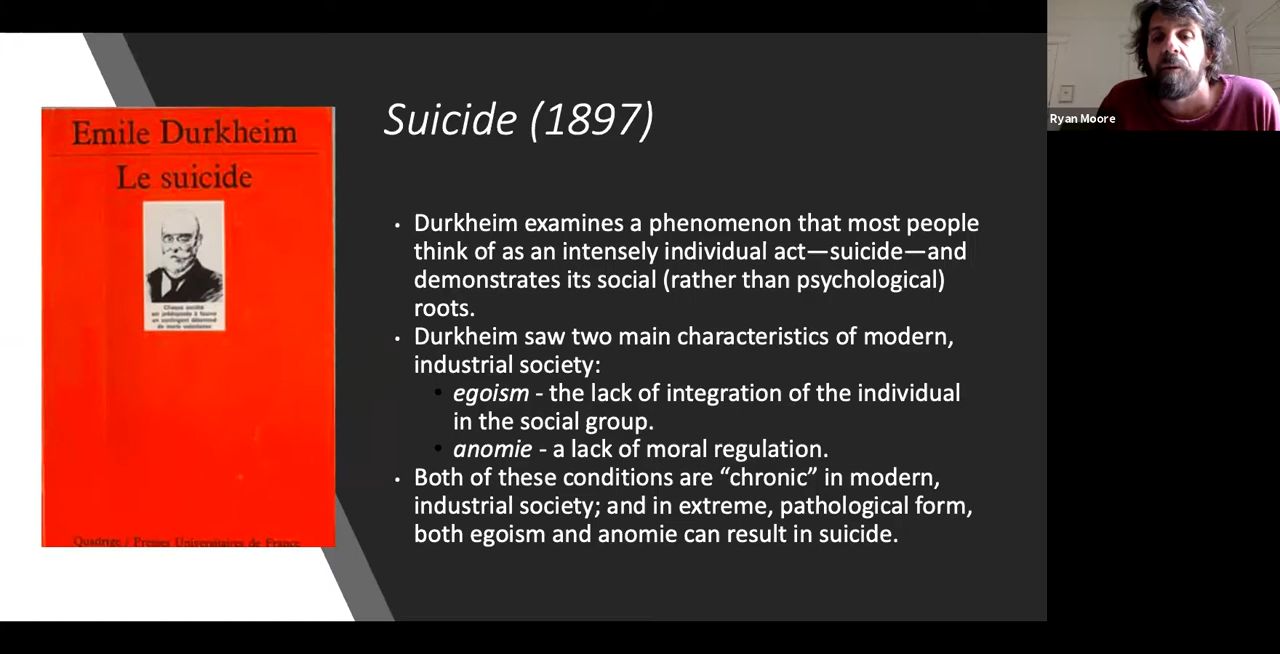 Emile Durkheim
Le suicide
Quadrige / Presses Universitaires de France
Suicide (1897)
• Durkheim examines a phenomenon that most people
think of as an intensely individual act—suicide—and
demonstrates its social (rather than psychological)
roots.
• Durkheim saw two main characteristics of modern,
industrial society:
• egoism - the lack of integration of the individual
in the social group.
• anomie - a lack of moral regulation.
• Both of these conditions are “chronic” in modern,
industrial society; and in extreme, pathological form,
both egoism and anomie can result in suicide.
Ryan Moore